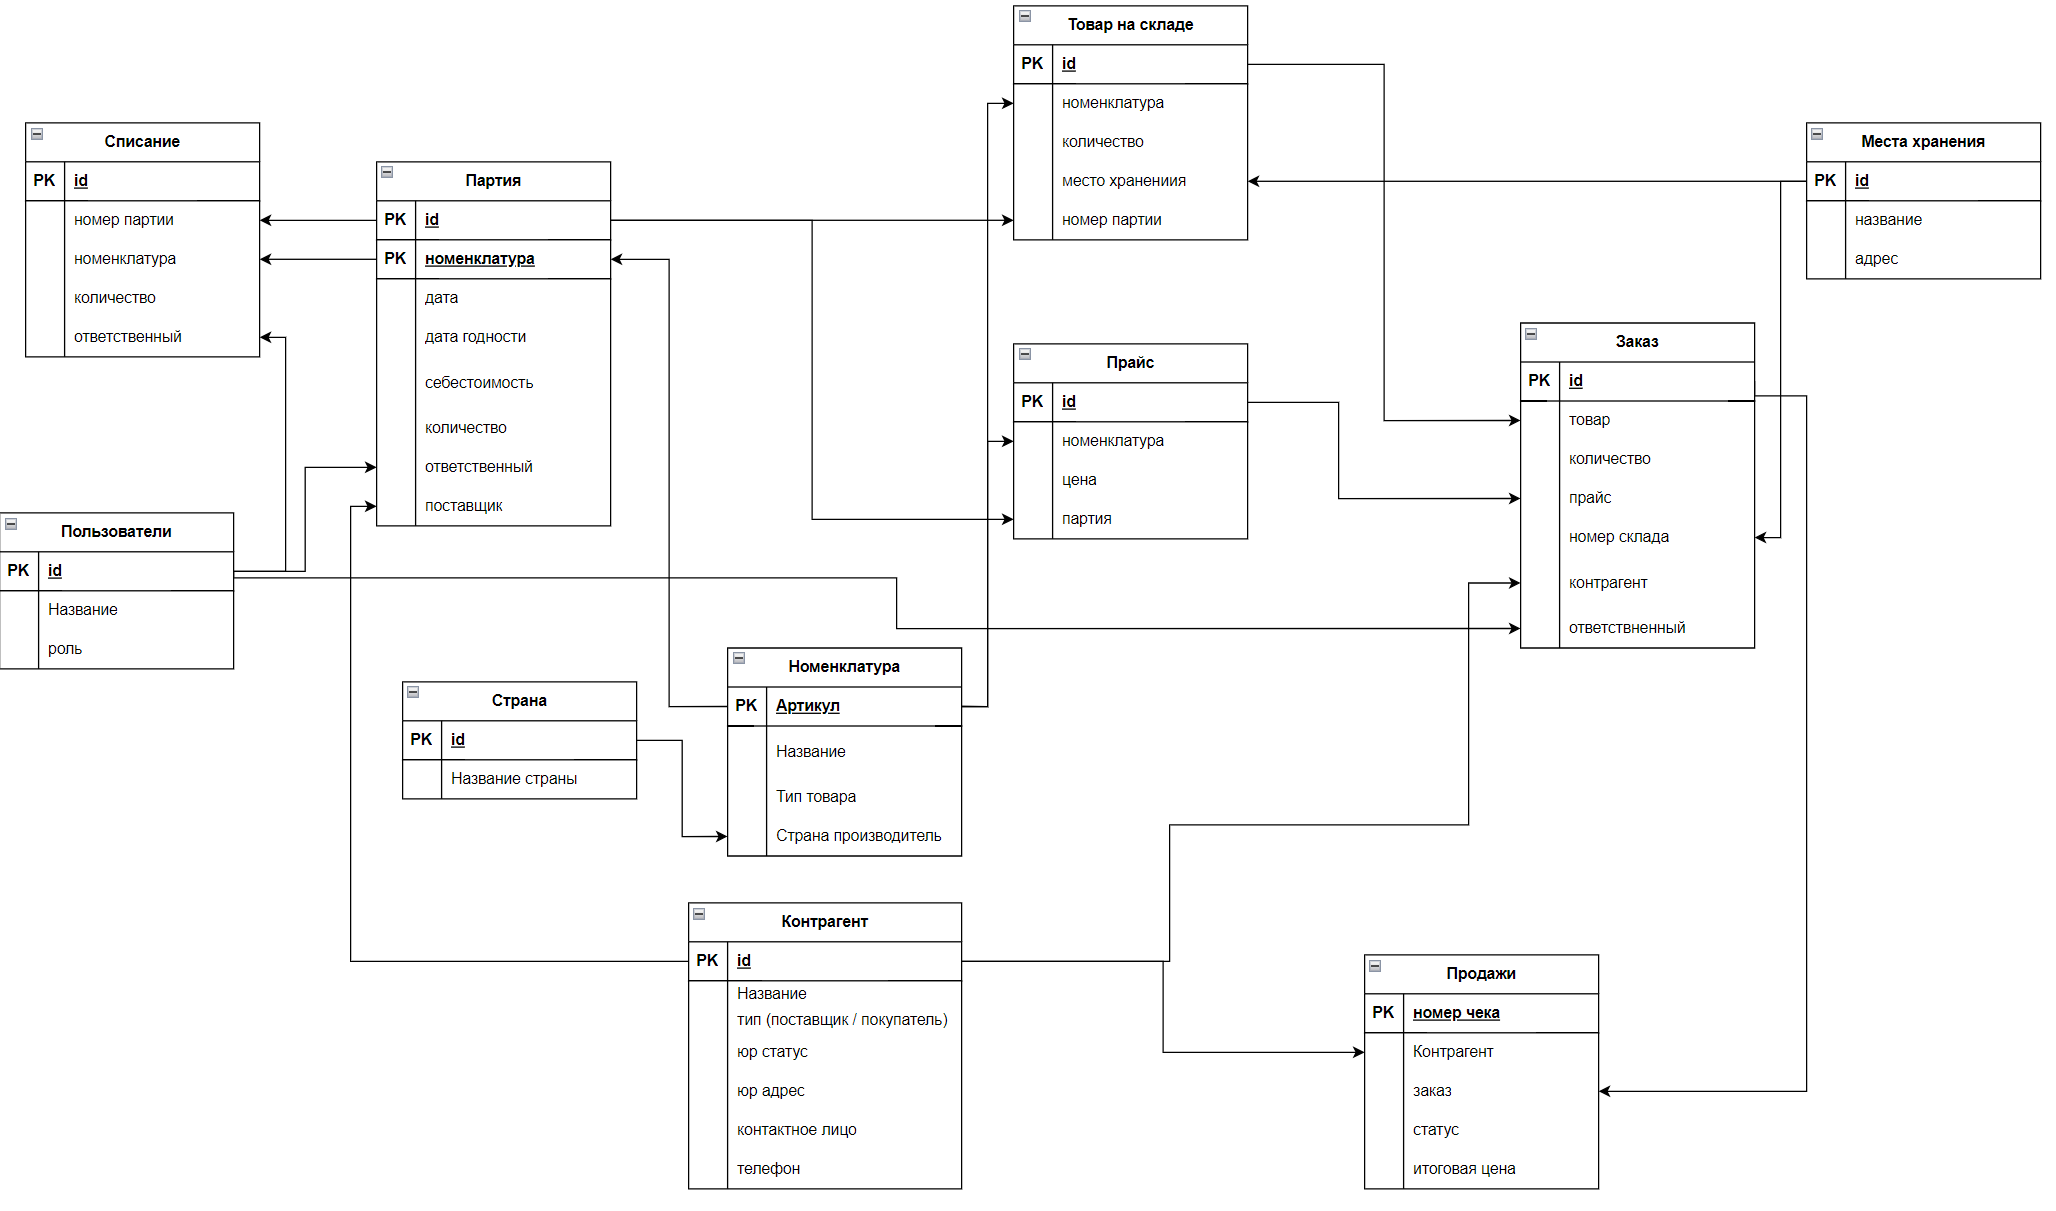 Товар на складе
PK id
номенклатура
количество
место хранениия
номер партии
Списание
PK id
номер партии
номенклатура
количество
ответственный
Партия
PK id
PK номенклатура
дата
дата годности
себестоимость
количество
ответственный
поставщик
Места хранения
PK id
название
адрес
Прайс
PK id
номенклатура
цена
партия
Заказ
PK id
товар
количество
прайс
номер склада
контрагент
ответствненный
Пользователи
PK id
Название
роль
Страна
PK id
Название страны
Номенклатура
PK Артикул
Название
Тип товара
Страна производитель
Контрагент
PK id
Название
тип (поставщик / покупатель)
юр статус
юр адрес
контактное лицо
телефон
Продажи
PK номер чека
Контрагент
заказ
статус
итоговая цена